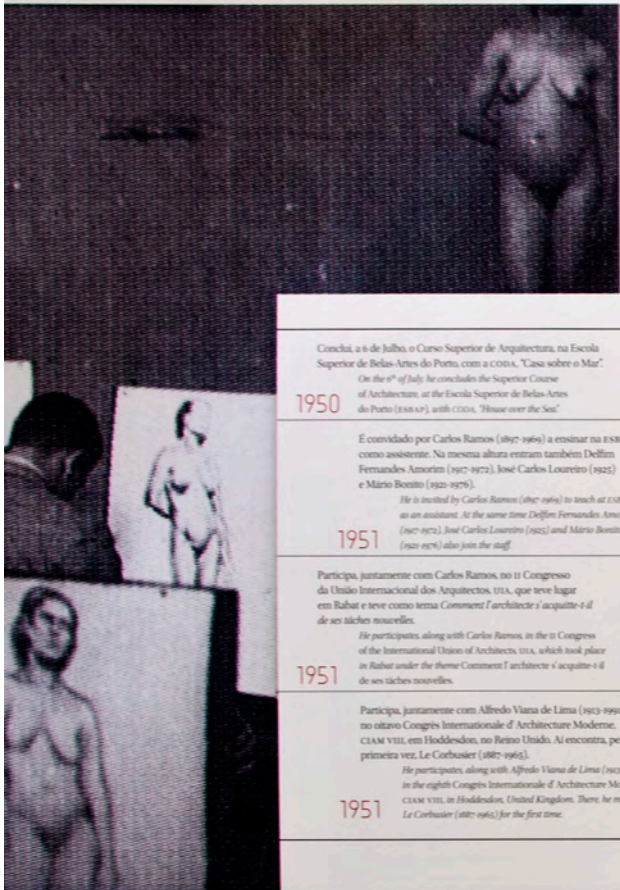 Conclui, a 6 de Julho, o Curso Superior de Arquitectura, na Escola
Superior de Belas-Artes do Porto, com a CODA, "Casa sobre o Mar".
On the 6th of July, he concludes the Superior Course
of Architecture, at the Escola Superior de Belas-Artes
do Porto (ESBAP), with CODA, "House over the Sea."
1950
É convidado por Carlos Ramos (1897-1969) a ensinar na ESB
como assistente. Na mesma altura entram também Delfim
Fernandes Amorim (1917-1972), José Carlos Loureiro (1925)
e Mário Bonito (1921-1976).
He is invited by Carlos Ramos (1897-1969) to teach at ESB
as an assistant. At the same time Delfim Fernandes Amo
(1917-1972), José Carlos Loureiro (1925) and Mário Bonito
(1921-1976) also join the staff.
1951
Participa, juntamente com Carlos Ramos, no II Congresso
da União Internacional dos Arquitectos, UIA, que teve lugar
em Rabat e teve como tema Comment l'architecte s'acquitte-t-il
de ses tâches nouvelles.
He participates, along with Carlos Ramos, in the II Congress
of the International Union of Architects, UIA, which took place
in Rabat under the theme Comment l'architecte s'acquitte-t-il
de ses tâches nouvelles.
1951
Participa, juntamente com Alfredo Viana de Lima (1913-1991
no oitavo Congrès Internationale d'Architecture Moderne,
CIAM VIII, em Hoddesdon, no Reino Unido. Aí encontra, pe
primeira vez, Le Corbusier (1887-1965).
He participates, along with Alfredo Viana de Lima (1913
in the eighth Congrès Internationale d'Architecture Mo
CIAM VIII, in Hoddesdon, United Kingdom. There, he m
Le Corbusier (1887-1965) for the first time.
1951